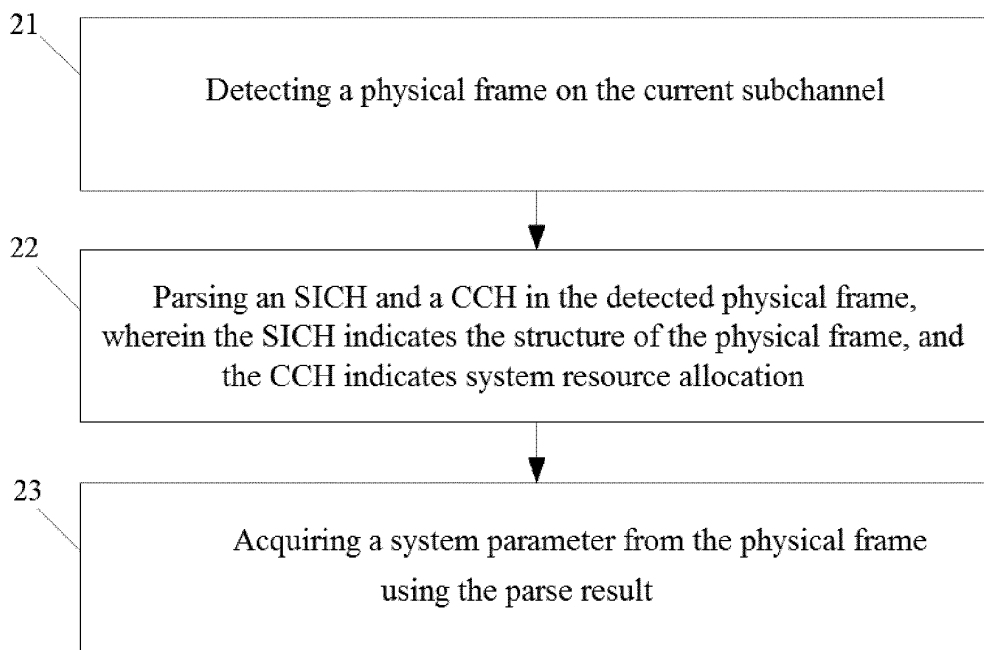 21
Detecting a physical frame on the current subchannel
22
Parsing an SICH and a CCH in the detected physical frame,
wherein the SICH indicates the structure of the physical frame, and
the CCH indicates system resource allocation
23
Acquiring a system parameter from the physical frame
using the parse result